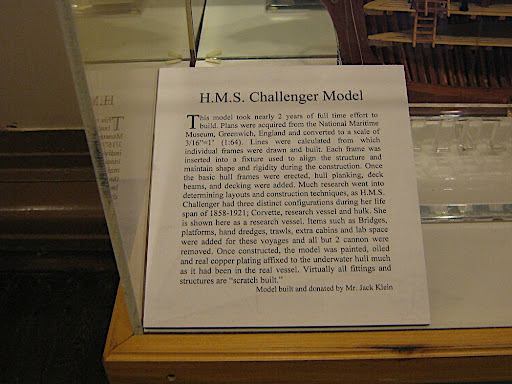 H.M.S. Challenger Model
This model took nearly 2 years of full time effort to
build. Plans were acquired from the National Maritime
Museum, Greenwich, England and converted to a scale of
3/16"=1' (1:64). Lines were calculated from which
individual frames were drawn and built. Each frame was
inserted into a fixture used to align the structure and
maintain shape and rigidity during construction. Once
the basic hull frames were erected, hull planking, deck
beams, and decking were added. Much research went into
determining layouts and construction techniques, as H.M.S.
Challenger had three distinct configurations during her life
span of 1858-1921; Corvette, research vessel and hulk. She
is shown here as a research vessel. Items such as Bridges,
platforms, hand dredges, trawls, extra cabins and lab space
were added for these voyages and all but 2 cannon were
removed. Once constructed, the model was painted, oiled
and real copper plating affixed to the underwater hull much
as it had been in the real vessel. Virtually all fittings and
structures are "scratch built."
Model built and donated by Mr. Jack Klein